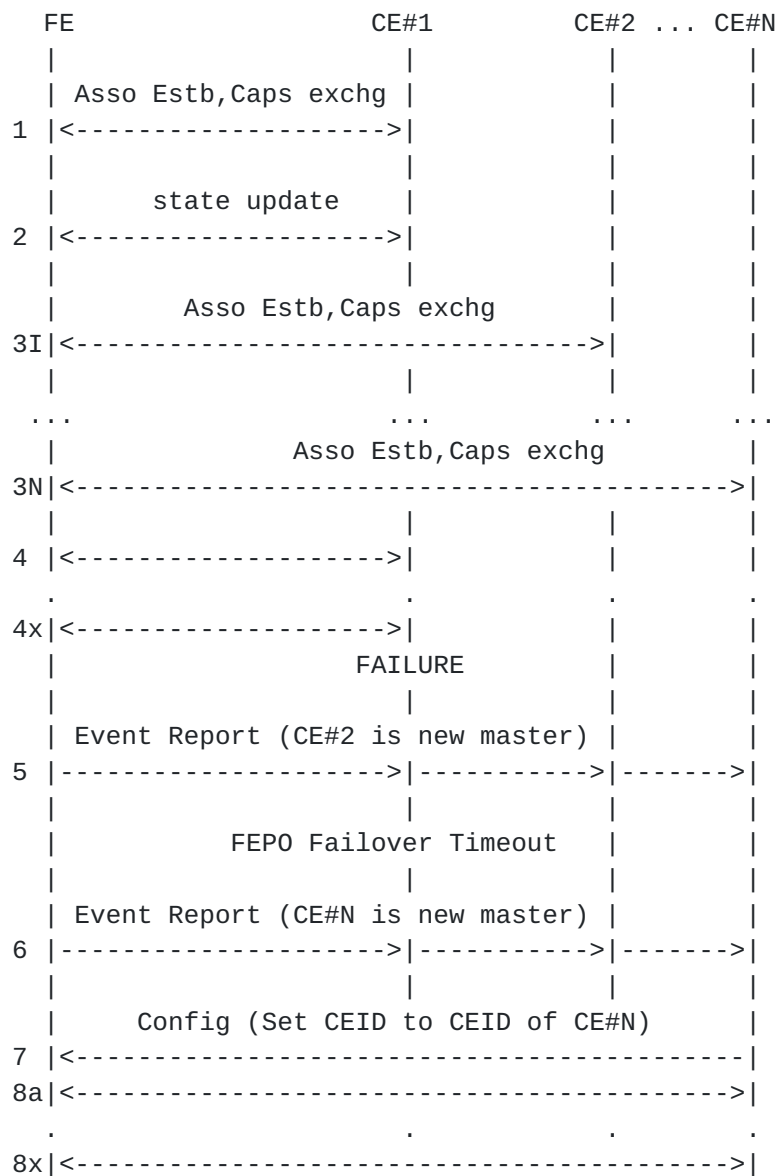 FE                   CE#1         CE#2 ... CE#N
|                      |            |        |
| Asso Estb,Caps exchg |            |        |
1 |<-------------------->|            |        |
|                      |            |        |
|      state update    |            |        |
2 |<-------------------->|            |        |
|                      |            |        |
|        Asso Estb,Caps exchg       |        |
3I|<--------------------------------->|        |
|                      |            |        |
...                    ...          ...      ...
|               Asso Estb,Caps exchg         |
3N|<------------------------------------------>|
|                      |            |        |
4 |<-------------------->|            |        |
.                      .            .        .
4x|<-------------------->|            |        |
|                   FAILURE         |        |
|                      |            |        |
| Event Report (CE#2 is new master) |        |
5 |--------------------->|----------->|------->|
|                      |            |        |
|           FEPO Failover Timeout   |        |
|                      |            |        |
| Event Report (CE#N is new master) |        |
6 |--------------------->|----------->|------->|
|                      |            |        |
|     Config (Set CEID to CEID of CE#N)      |
7 |<-------------------------------------------|
8a|<------------------------------------------>|
.                      .            .        .
8x|<------------------------------------------>|